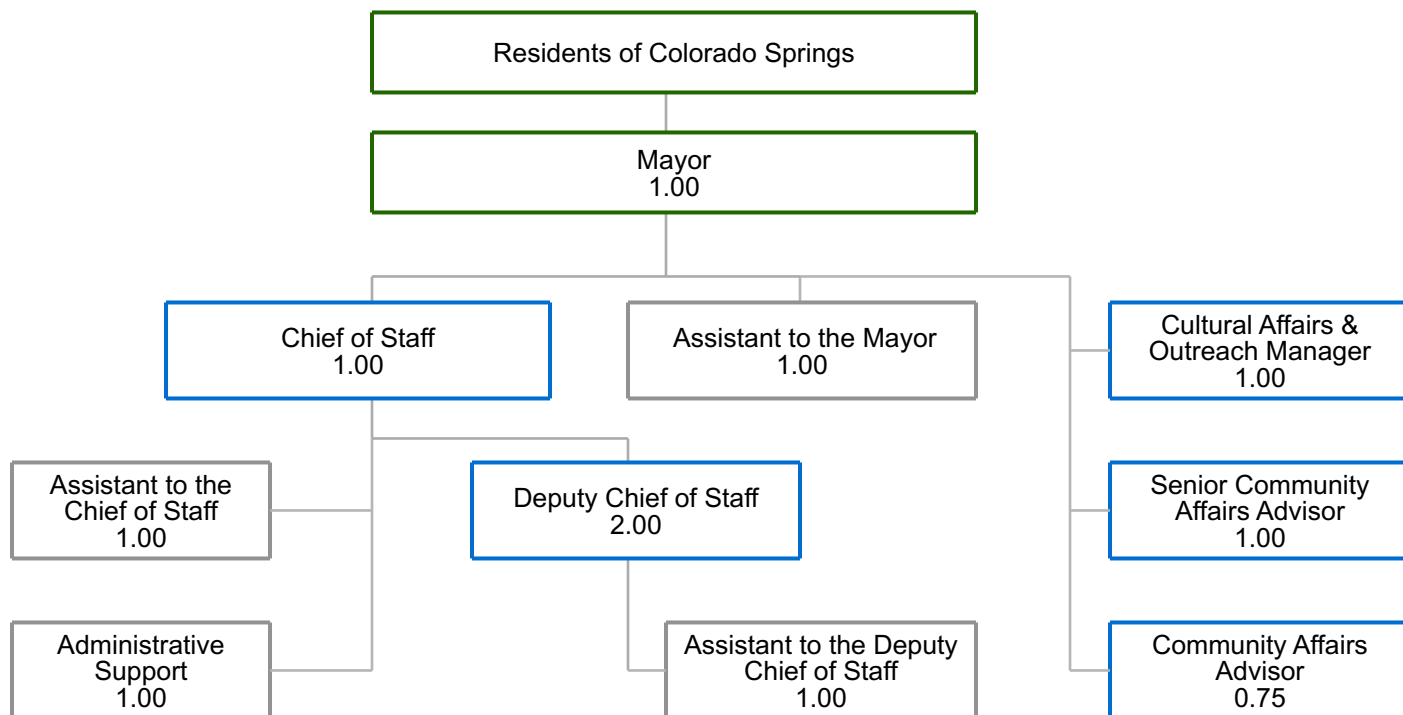 Residents of Colorado Springs
Mayor
1.00
Chief of Staff
1.00
Assistant to the Mayor
1.00
Cultural Affairs &
Outreach Manager
1.00
Assistant to the
Chief of Staff
1.00
Deputy Chief of Staff
2.00
Senior Community
Affairs Advisor
1.00
Administrative
Support
1.00
Assistant to the Deputy
Chief of Staff
1.00
Community Affairs
Advisor
0.75